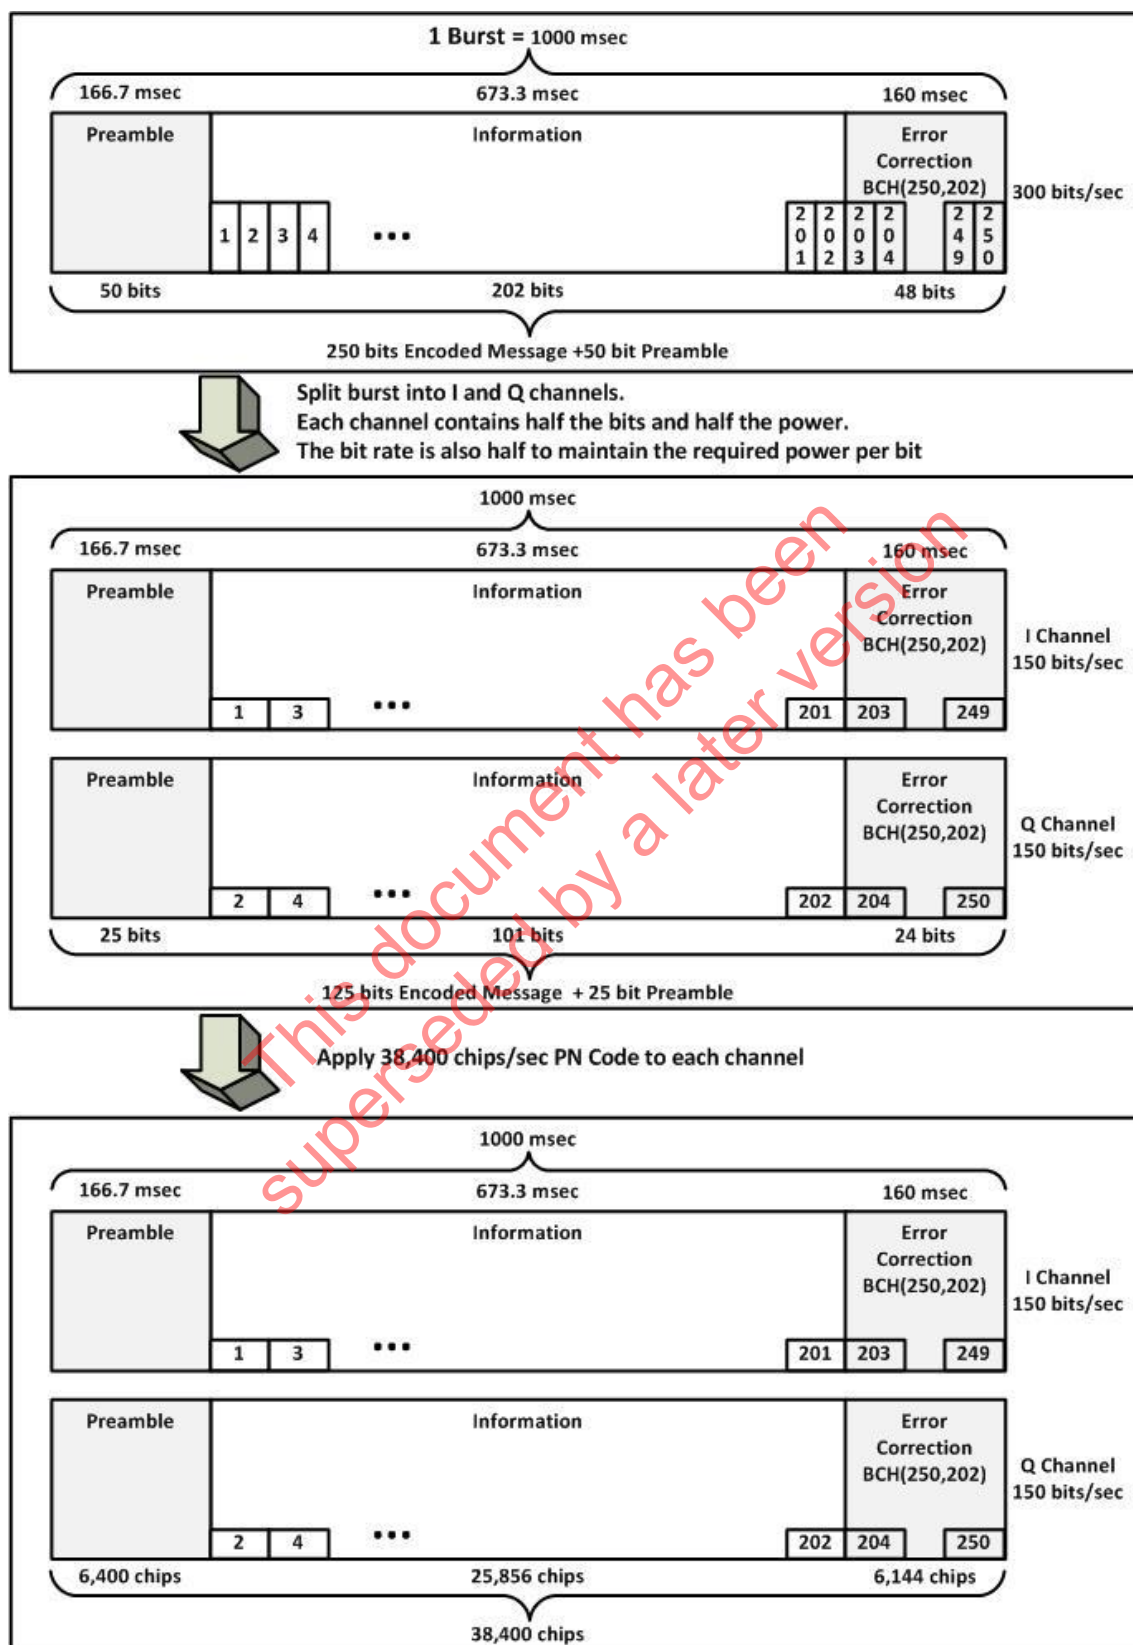 1 Burst = 1000 msec
166.7 msec 673.3 msec 160 msec
Preamble Information Error
Correction
BCH(250,202)
300 bits/sec
1 2 3 4 ... 201 202 203 204 249 250
50 bits 202 bits 48 bits
250 bits Encoded Message +50 bit Preamble
Split burst into I and Q channels.
Each channel contains half the bits and half the power.
The bit rate is also half to maintain the required power per bit
1000 msec
166.7 msec 673.3 msec 160 msec
Preamble Information Error
Correction
BCH(250,202)
I Channel
150 bits/sec
1 3 ... 201 203 249
Preamble Information Error
Correction
BCH(250,202)
Q Channel
150 bits/sec
2 4 ... 202 204 250
25 bits 101 bits 24 bits
125 bits Encoded Message + 25 bit Preamble
Apply 38,400 chips/sec PN Code to each channel
1000 msec
166.7 msec 673.3 msec 160 msec
Preamble Information Error
Correction
BCH(250,202)
I Channel
150 bits/sec
1 3 ... 201 203 249
Preamble Information Error
Correction
BCH(250,202)
Q Channel
150 bits/sec
2 4 ... 202 204 250
6,400 chips 25,856 chips 6,144 chips
38,400 chips
This document has been
superseded by a later version